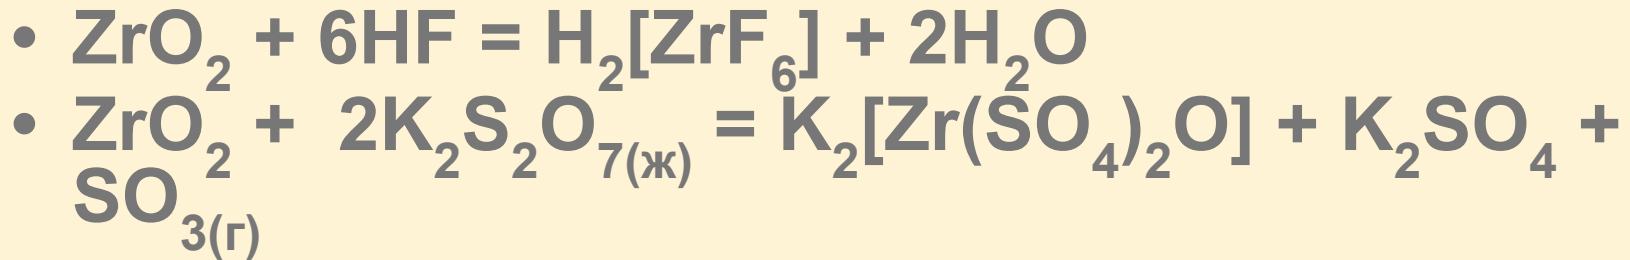 • ZrO₂ + 6HF = H₂[ZrF₆] + 2H₂O
• ZrO₂ + 2K₂S₂O₇₍ж₎ = K₂[Zr(SO₄)₂O] + K₂SO₄ +
SO₃₍г₎